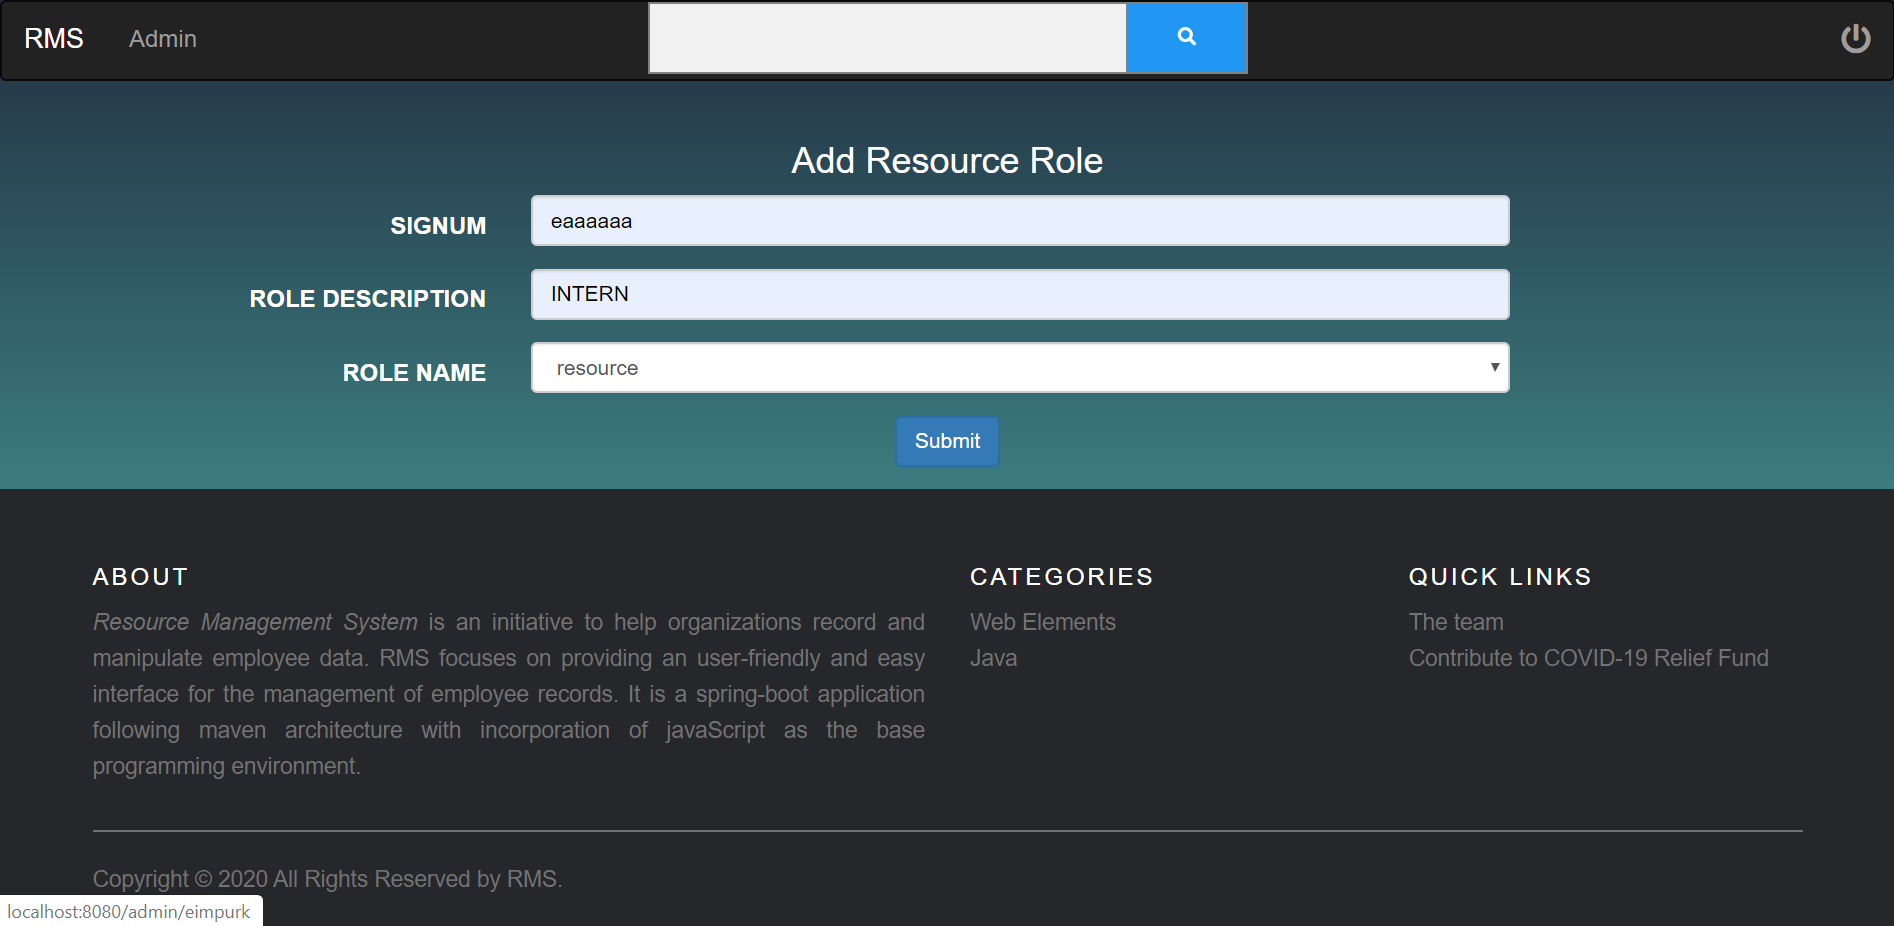 RMS Admin
Add Resource Role
SIGNUM eaaaaaa
ROLE DESCRIPTION INTERN
ROLE NAME resource
Submit
ABOUT
Resource Management System is an initiative to help organizations record and
manipulate employee data. RMS focuses on providing an user-friendly and easy
interface for the management of employee records. It is a spring-boot application
following maven architecture with incorporation of javaScript as the base
programming environment.
CATEGORIES
Web Elements
Java
QUICK LINKS
The team
Contribute to COVID-19 Relief Fund
Copyright © 2020 All Rights Reserved by RMS.
localhost:8080/admin/eimpurk